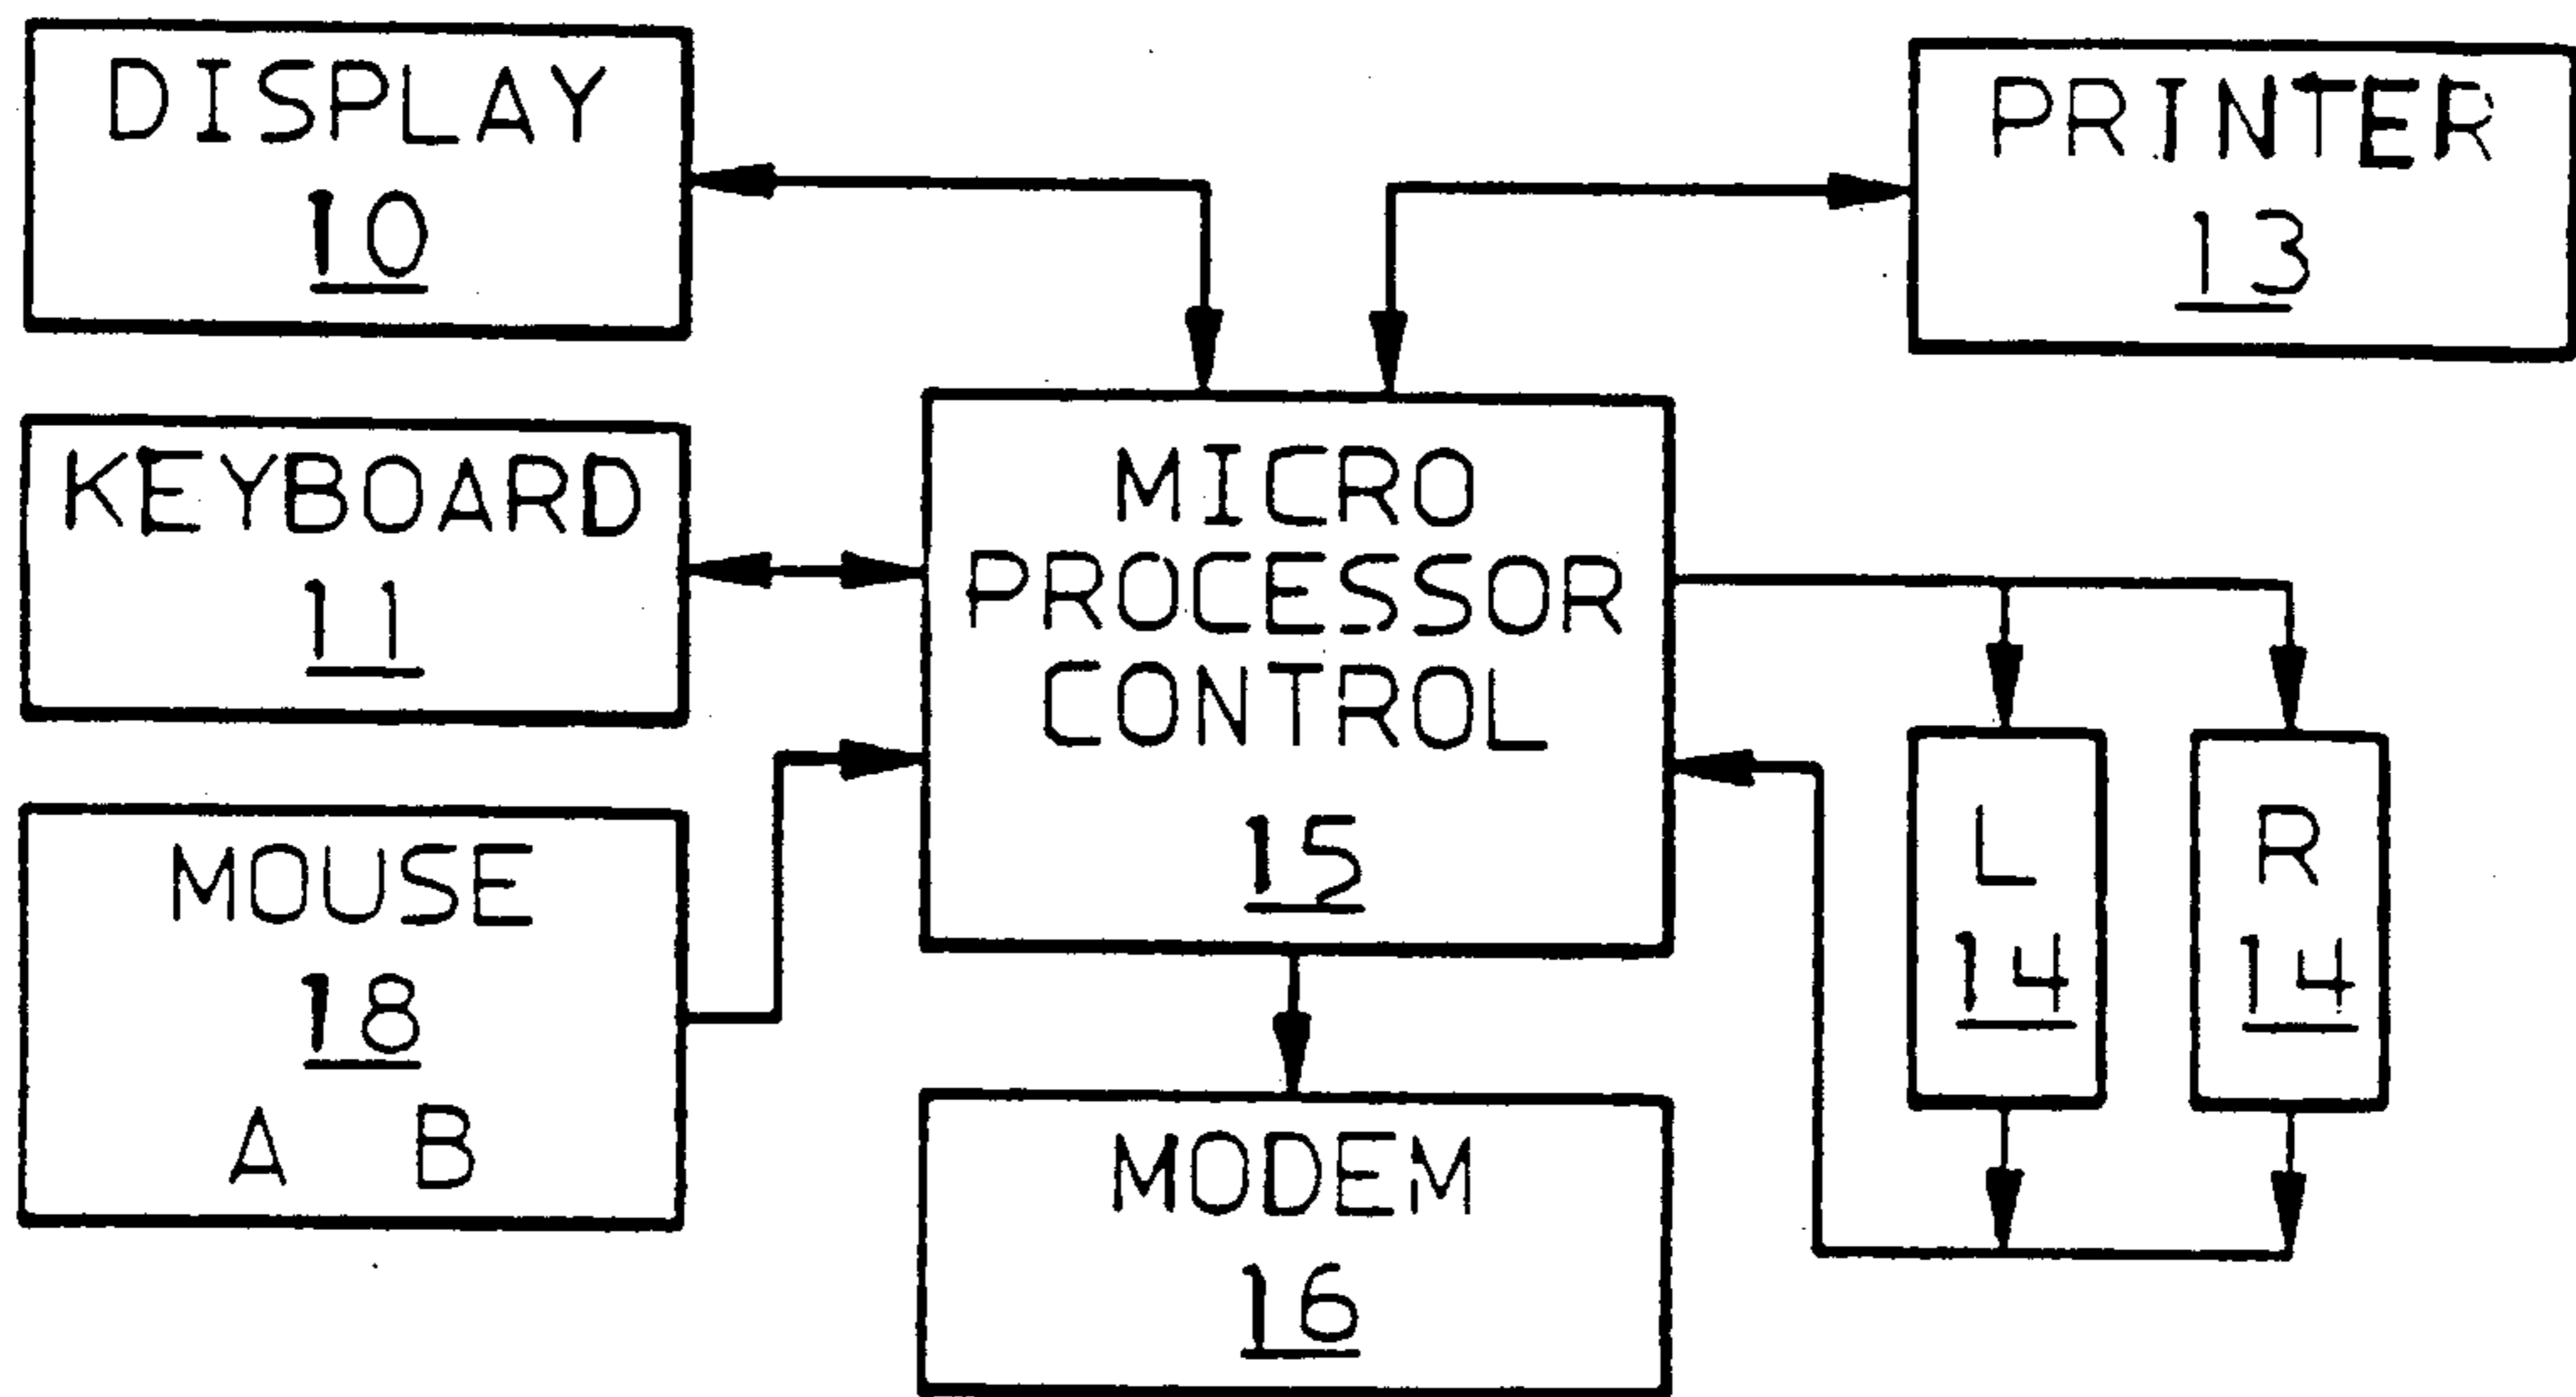 DISPLAY
10
PRINTER
13
KEYBOARD
11
MICRO
PROCESSOR
CONTROL
15
MOUSE
18
A B
L
14
R
14
MODEM
16